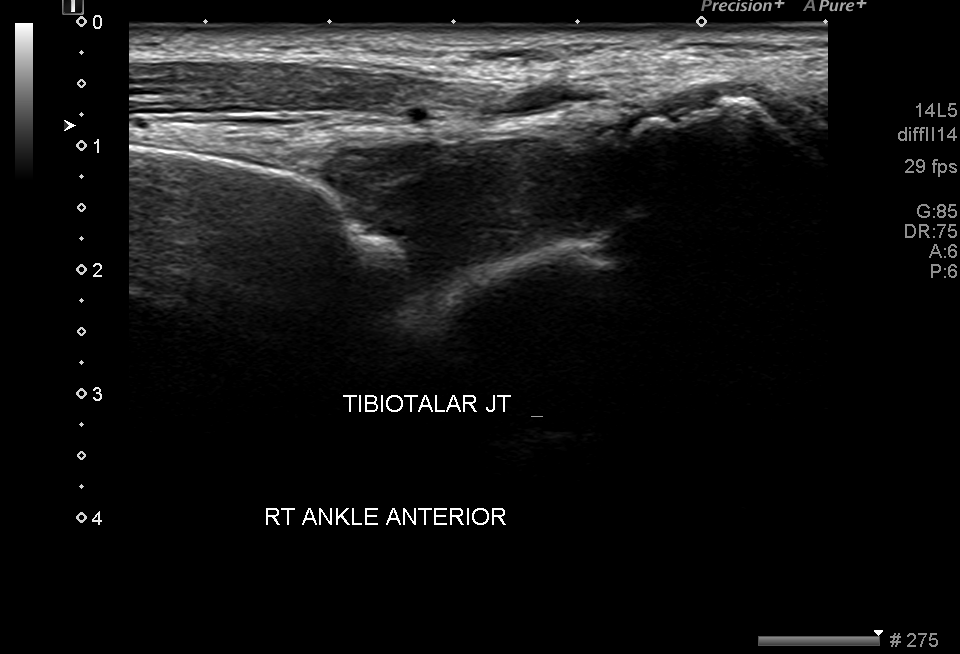 Precision+ APure+
0
14L5
diffII14
1
29 fps
G:85
DR:75
A:6
2
P:6
3
TIBIOTALAR JT _
4
RT ANKLE ANTERIOR
# 275